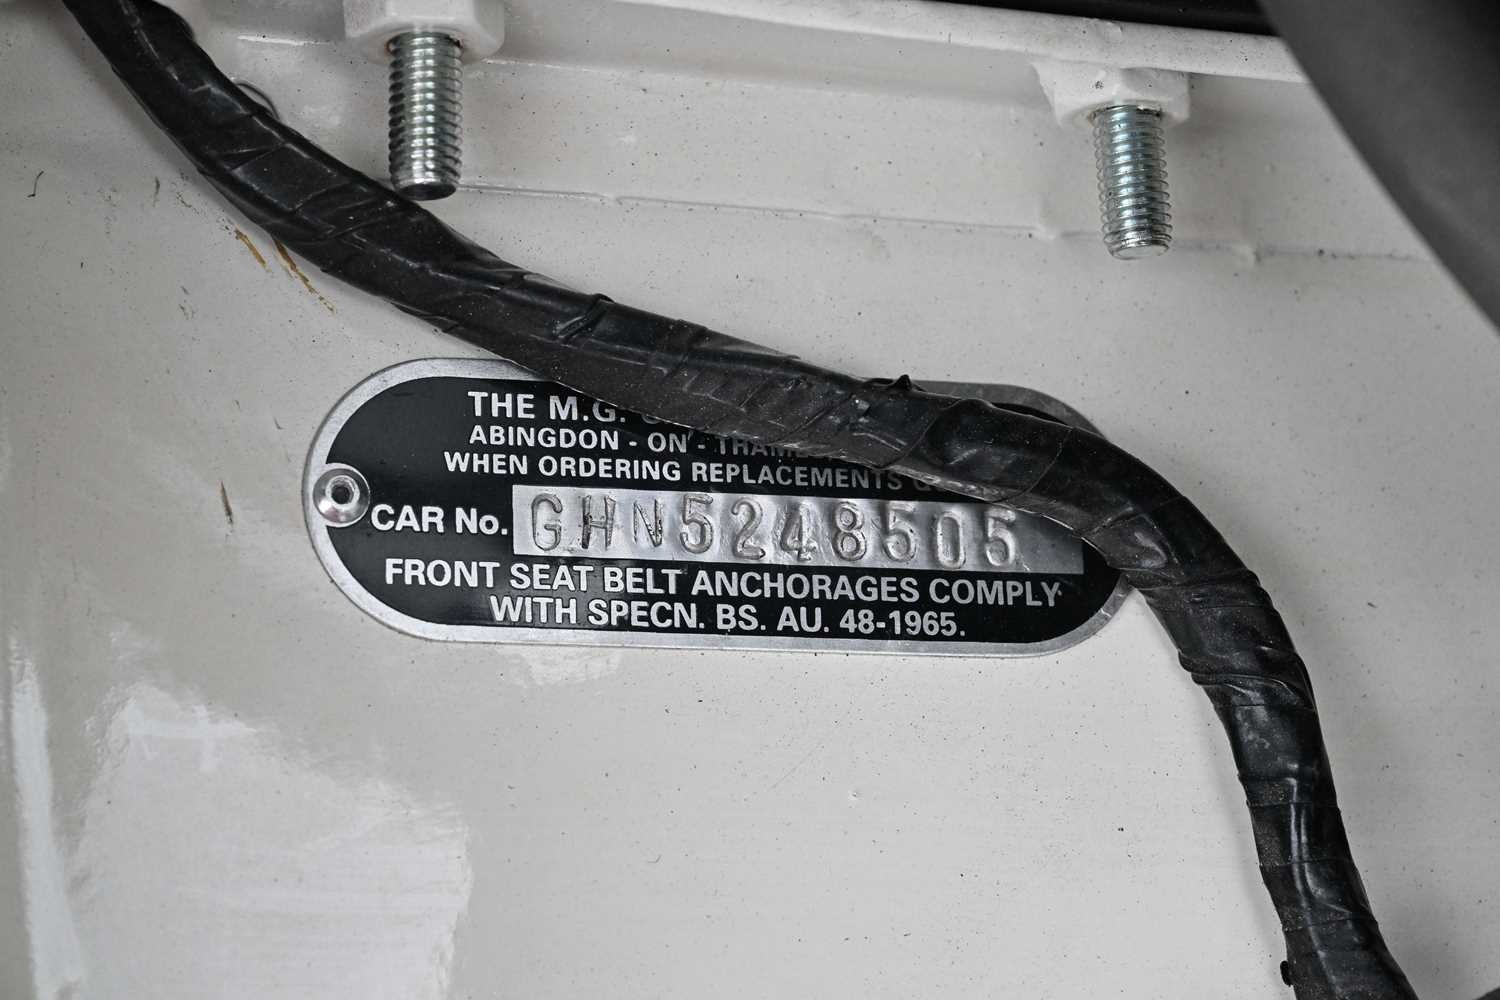 THE M.G.
ABINGDON - ON - THAMES
WHEN ORDERING REPLACEMENTS
CAR No. GHN5248505
FRONT SEAT BELT ANCHORAGES COMPLY
WITH SPECN. BS. AU. 48-1965.